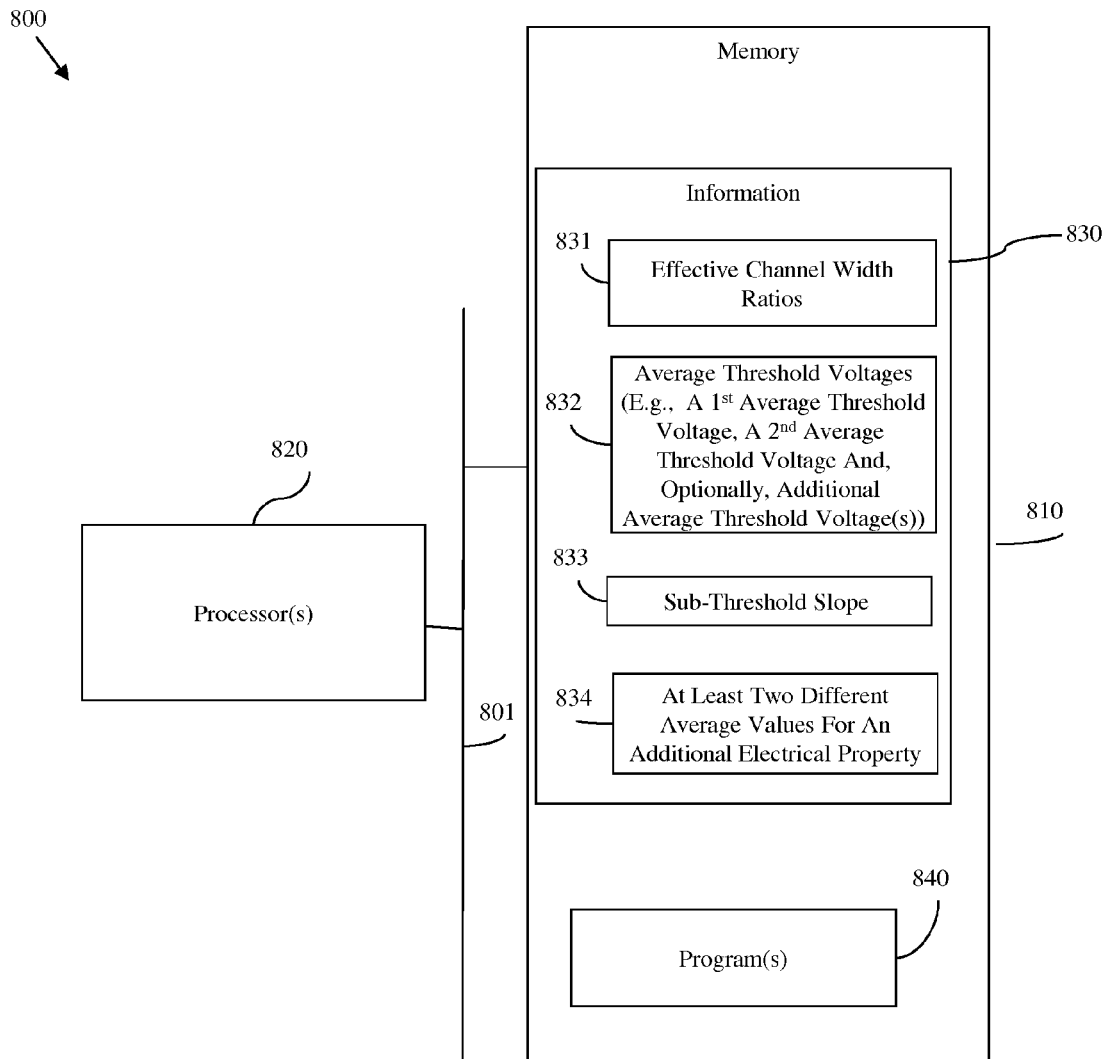 800
Memory
Information
831
830
Effective Channel Width
Ratios
832
Average Threshold Voltages
(E.g., A 1st Average Threshold
Voltage, A 2nd Average
Threshold Voltage And,
Optionally, Additional
Average Threshold Voltage(s))
820
810
833
Processor(s)
Sub-Threshold Slope
834
801
At Least Two Different
Average Values For An
Additional Electrical Property
840
Program(s)